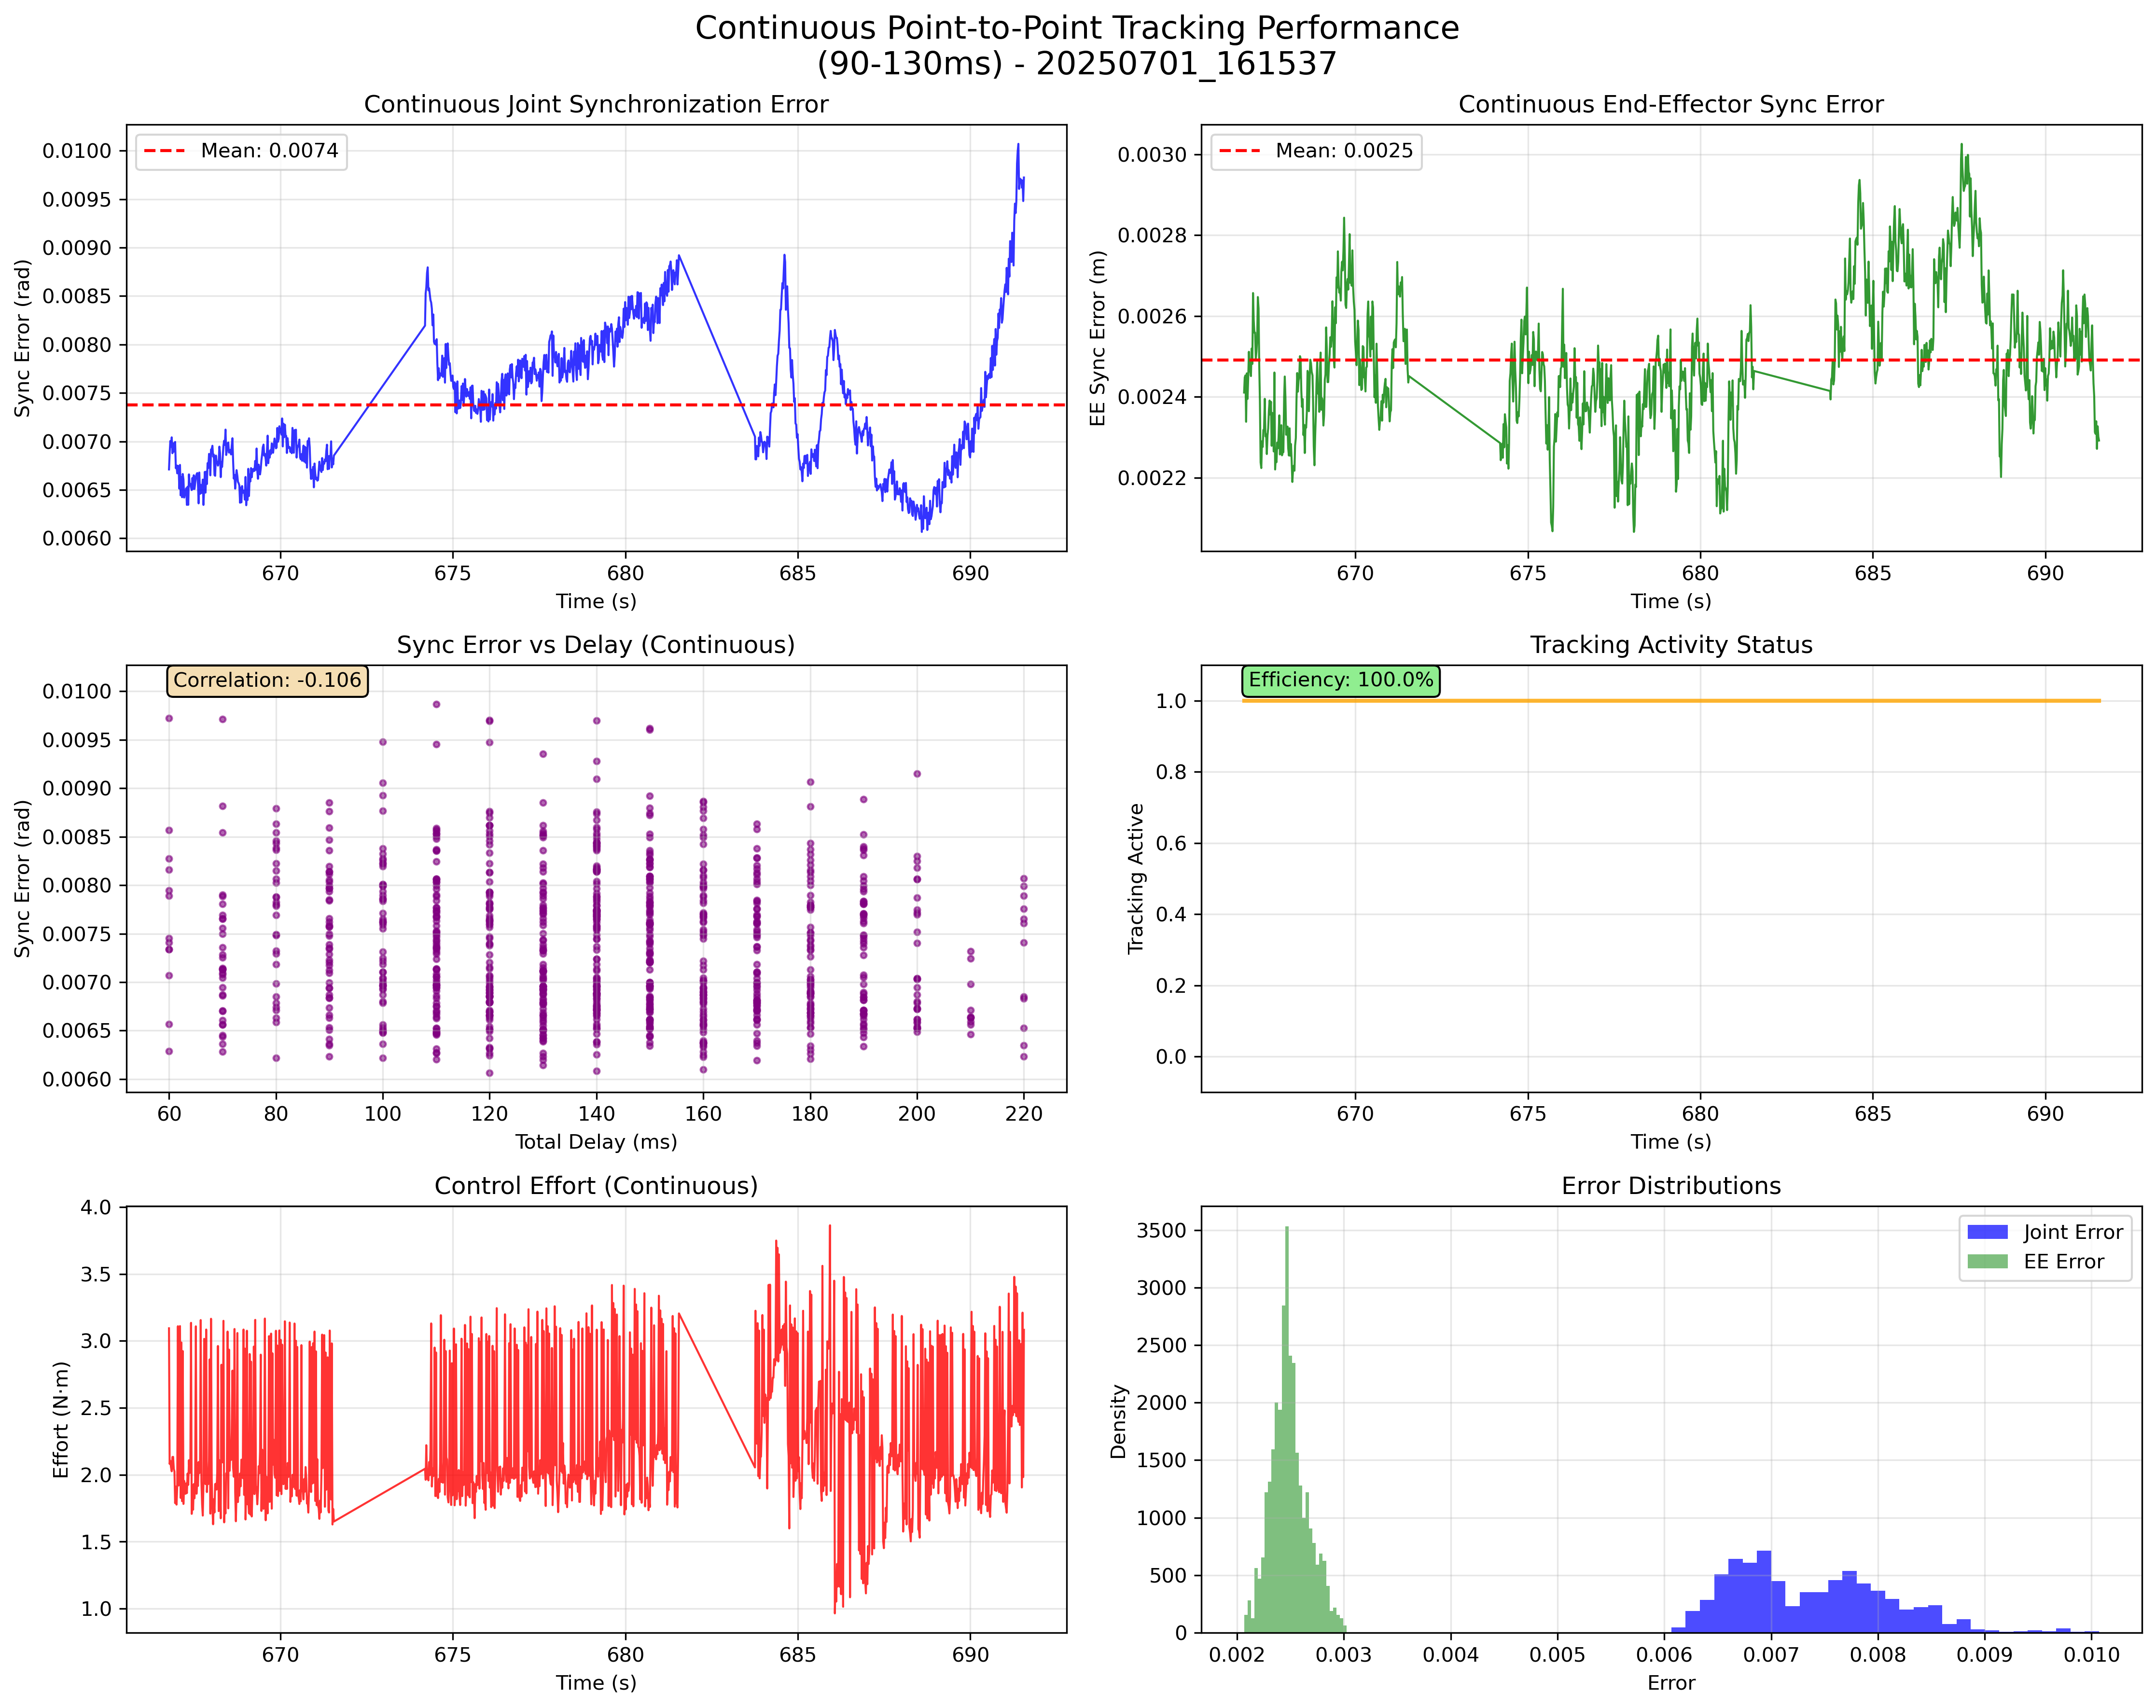 Continuous Point-to-Point Tracking Performance
(90-130ms) - 20250701_161537
Continuous Joint Synchronization Error
Mean: 0.0074
Sync Error (rad)
0.0100
0.0095
0.0090
0.0085
0.0080
0.0075
0.0070
0.0065
0.0060
670 675 680 685 690
Time (s)
Continuous End-Effector Sync Error
Mean: 0.0025
EE Sync Error (m)
0.0030
0.0028
0.0026
0.0024
0.0022
670 675 680 685 690
Time (s)
Sync Error vs Delay (Continuous)
Correlation: -0.106
Sync Error (rad)
0.0100
0.0095
0.0090
0.0085
0.0080
0.0075
0.0070
0.0065
0.0060
60 80 100 120 140 160 180 200 220
Total Delay (ms)
Tracking Activity Status
Efficiency: 100.0%
Tracking Active
1.0
0.8
0.6
0.4
0.2
0.0
670 675 680 685 690
Time (s)
Control Effort (Continuous)
Effort (N·m)
4.0
3.5
3.0
2.5
2.0
1.5
1.0
670 675 680 685 690
Time (s)
Error Distributions
Joint Error
EE Error
Density
3500
3000
2500
2000
1500
1000
500
0
0.002 0.003 0.004 0.005 0.006 0.007 0.008 0.009 0.010
Error